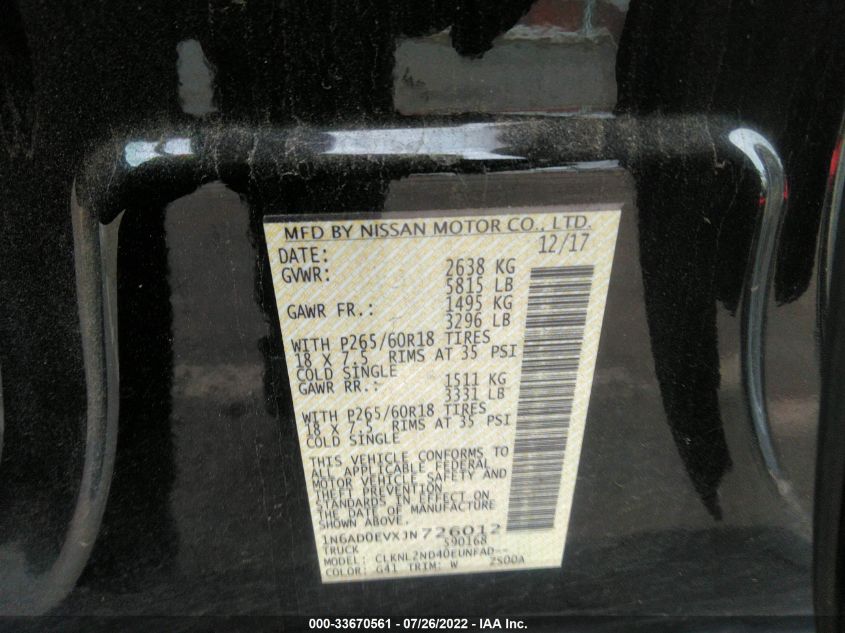 MFD BY NISSAN MOTOR CO., LTD.
DATE: 12/17
GVWR: 2638 KG
5815 LB
GAWR FR.: 1495 KG
3296 LB
WITH P265/60R18 TIRES
18 X 7.5 RIMS AT 35 PSI
COLD SINGLE
GAWR RR.: 1511 KG
3331 LB
WITH P265/60R18 TIRES
18 X 7.5 RIMS AT 35 PSI
COLD SINGLE
THIS VEHICLE CONFORMS TO
ALL APPLICABLE FEDERAL
MOTOR VEHICLE SAFETY AND
THEFT PREVENTION
STANDARDS IN EFFECT ON
THE DATE OF MANUFACTURE
SHOWN ABOVE.
1N6AD0EVXJN726012
TRUCK S90168
MODEL: CLKNL2ND40EUNFAD--
COLOR: G41 TRIM: W 2S00A
000-33670561 - 07/26/2022 - IAA Inc.